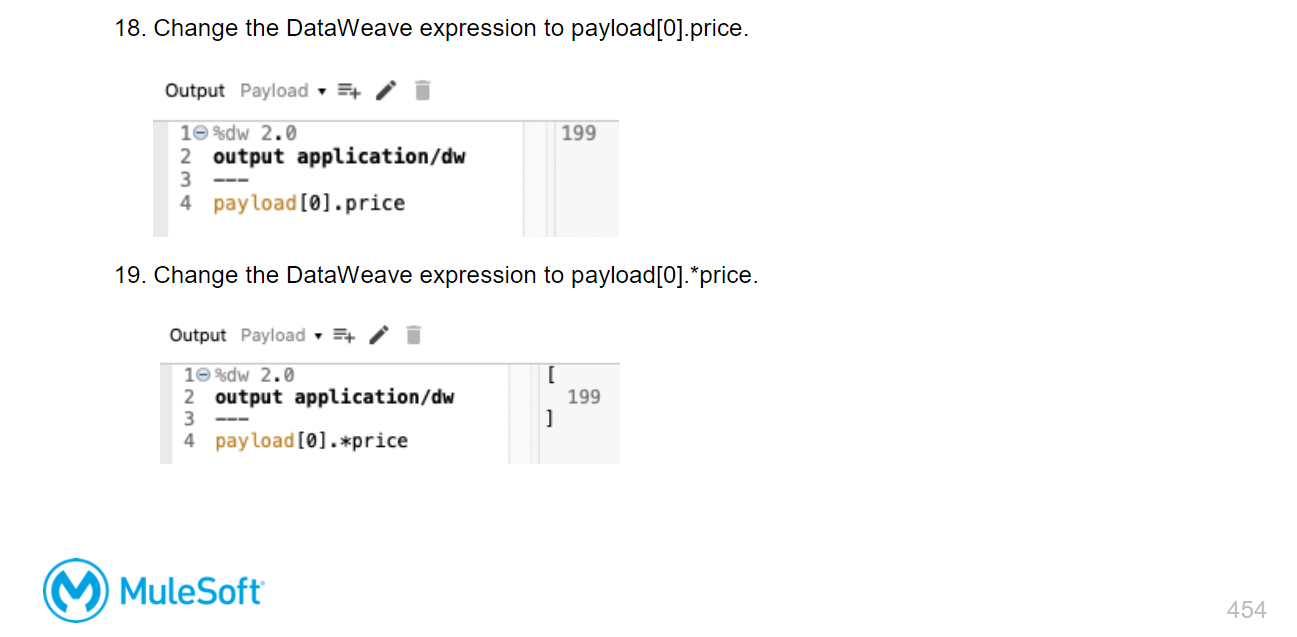 18. Change the DataWeave expression to payload[0].price.
Output Payload
1 %dw 2.0 199
2 output application/dw
3 ---
4 payload[0].price
19. Change the DataWeave expression to payload[0].*price.
Output Payload
1 %dw 2.0 [
2 output application/dw 199
3 --- ]
4 payload[0].*price
MuleSoft
454